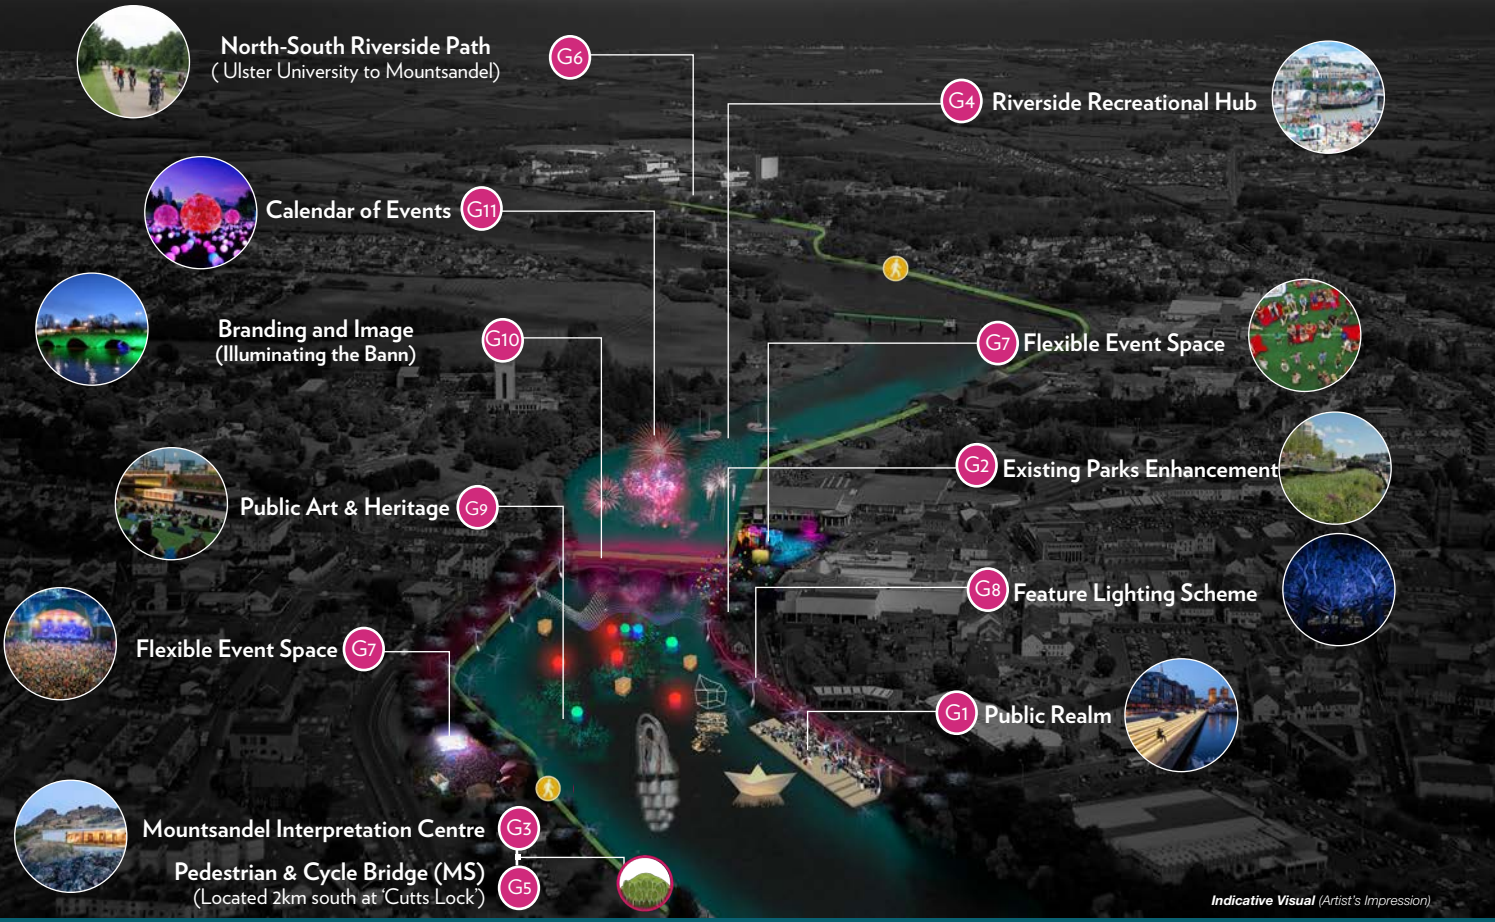 North-South Riverside Path
( Ulster University to Mountsandel)
G6
G4
Riverside Recreational Hub
Calendar of Events
G11
Branding and Image
(Illuminating the Bann)
G10
G7
Flexible Event Space
G2
Existing Parks Enhancement
Public Art & Heritage
G9
G8
Feature Lighting Scheme
Flexible Event Space
G7
G1
Public Realm
Mountsandel Interpretation Centre
G3
Pedestrian & Cycle Bridge (MS)
(Located 2km south at 'Cutts Lock')
G5
Indicative Visual (Artist's Impression)